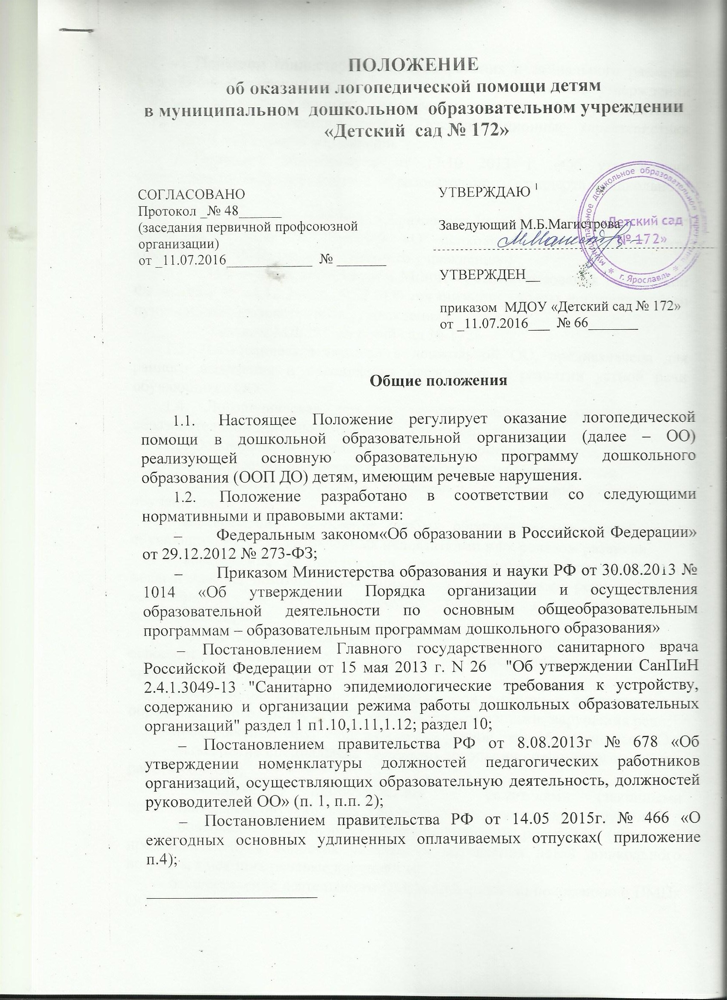 ПОЛОЖЕНИЕ
об оказании логопедической помощи детям
в муниципальном дошкольном образовательном учреждении
«Детский сад № 172»
СОГЛАСОВАНО
Протокол _№ 48______
(заседания первичной профсоюзной
организации)
от _11.07.2016____________ № _______
УТВЕРЖДАЮ 1
Заведующий М.Б.Магистрова
УТВЕРЖДЕН__
приказом МДОУ «Детский сад № 172»
от _11.07.2016___ № 66_______
муниципальное дошкольное образовательное учреждение
«Детский сад
№ 172»
г. Ярославль
Общие положения
1.1. Настоящее Положение регулирует оказание логопедической
помощи в дошкольной образовательной организации (далее – ОО)
реализующей основную образовательную программу дошкольного
образования (ООП ДО) детям, имеющим речевые нарушения.
1.2. Положение разработано в соответствии со следующими
нормативными и правовыми актами:
– Федеральным законом«Об образовании в Российской Федерации»
от 29.12.2012 № 273-ФЗ;
– Приказом Министерства образования и науки РФ от 30.08.2013 №
1014 «Об утверждении Порядка организации и осуществления
образовательной деятельности по основным общеобразовательным
программам – образовательным программам дошкольного образования»
– Постановлением Главного государственного санитарного врача
Российской Федерации от 15 мая 2013 г. N 26 "Об утверждении СанПиН
2.4.1.3049-13 "Санитарно эпидемиологические требования к устройству,
содержанию и организации режима работы дошкольных образовательных
организаций" раздел 1 п1.10,1.11,1.12; раздел 10;
– Постановлением правительства РФ от 8.08.2013г № 678 «Об
утверждении номенклатуры должностей педагогических работников
организаций, осуществляющих образовательную деятельность, должностей
руководителей ОО» (п. 1, п.п. 2);
– Постановлением правительства РФ от 14.05 2015г. № 466 «О
ежегодных основных удлиненных оплачиваемых отпусках( приложение
п.4);